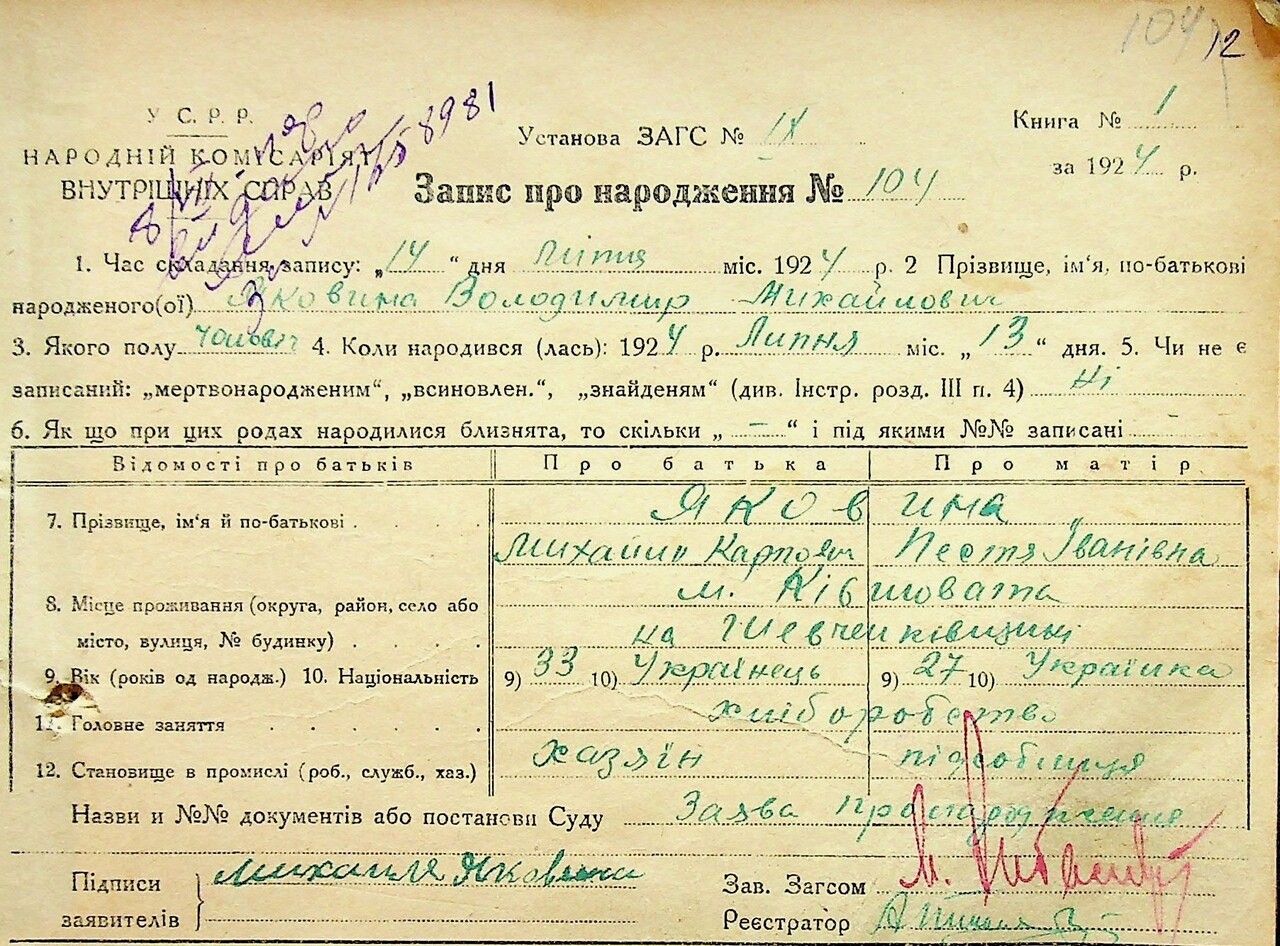 104 12
У С. Р. Р.
НАРОДНІЙ КОМІСАРІЯТ
ВНУТРІШНІХ СПРАВ
8981
Установа ЗАГС № IX
Книга № 1
за 1924 р.
Запис про народження № 104
1. Час складання запису: „14“ дня Липня міс. 1924 р. 2 Прізвище, ім‘я, по-батькові
народженого(ої) Яковина Володимир Михайлович
3. Якого полу чоловіч 4. Коли народився (лась): 1924 р. Липня міс. „13“ дня. 5. Чи не є
записаний: „мертвонародженим“, „всиновлен.“, „знайденям“ (див. Інстр. розд. III п. 4) Ні
6. Як що при цих родах народилися близнята, то скільки „ – “ і під якими №№ записані –
Відомості про батьків Про батька Про матір
7. Прізвище, ім‘я й по-батькові Яковина
Михайло Карпович Пестя Іванівна
8. Місце проживання (округа, район, село або м. Ківшовата
місто, вулиця, № будинку) на Шевченківщині
9. Вік (років од народж.) 10. Національність 9) 33 10) Українець 9) 27 10) Українка
11. Головне заняття хліборобство
12. Становище в промислі (роб., служб., хаз.) хазяїн підсобниця
Назви и №№ документів або постанови Суду Заява про народження
Підписи заявителів Михайло Яковина
Зав. Загсом М.
Реєстратор А